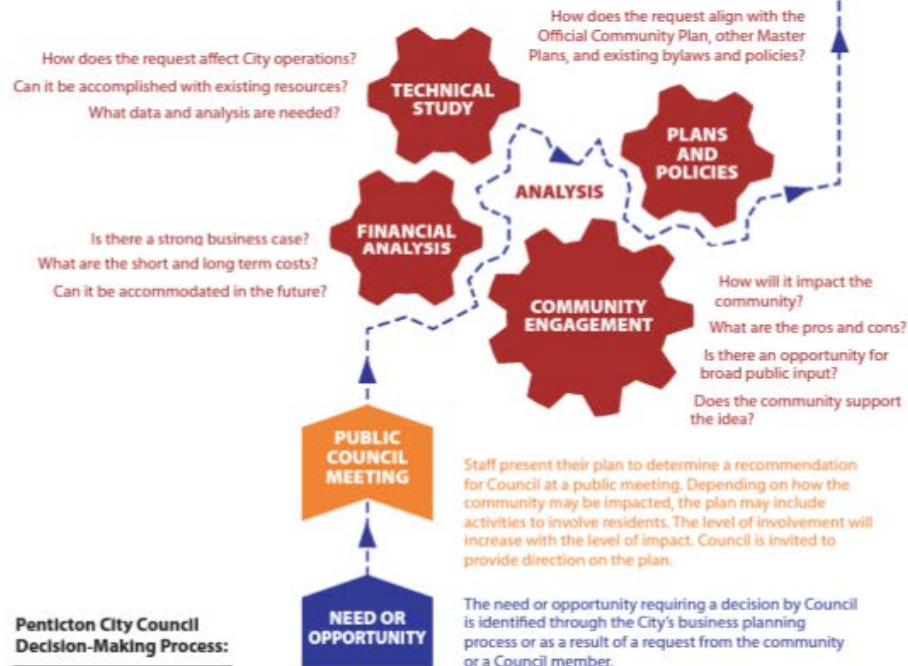 How does the request align with the
Official Community Plan, other Master
Plans, and existing bylaws and policies?
How does the request affect City operations?
Can it be accomplished with existing resources?
What data and analysis are needed?
TECHNICAL
STUDY
PLANS
AND
POLICIES
ANALYSIS
Is there a strong business case?
What are the short and long term costs?
Can it be accommodated in the future?
FINANCIAL
ANALYSIS
COMMUNITY
ENGAGEMENT
How will it impact the
community?
What are the pros and cons?
Is there an opportunity for
broad public input?
Does the community support
the idea?
PUBLIC
COUNCIL
MEETING
Staff present their plan to determine a recommendation
for Council at a public meeting. Depending on how the
community may be impacted, the plan may include
activities to involve residents. The level of involvement will
increase with the level of impact. Council is invited to
provide direction on the plan.
Penticton City Council
Decision-Making Process:
NEED OR
OPPORTUNITY
The need or opportunity requiring a decision by Council
is identified through the City's business planning
process or as a result of a request from the community
or a Council member.